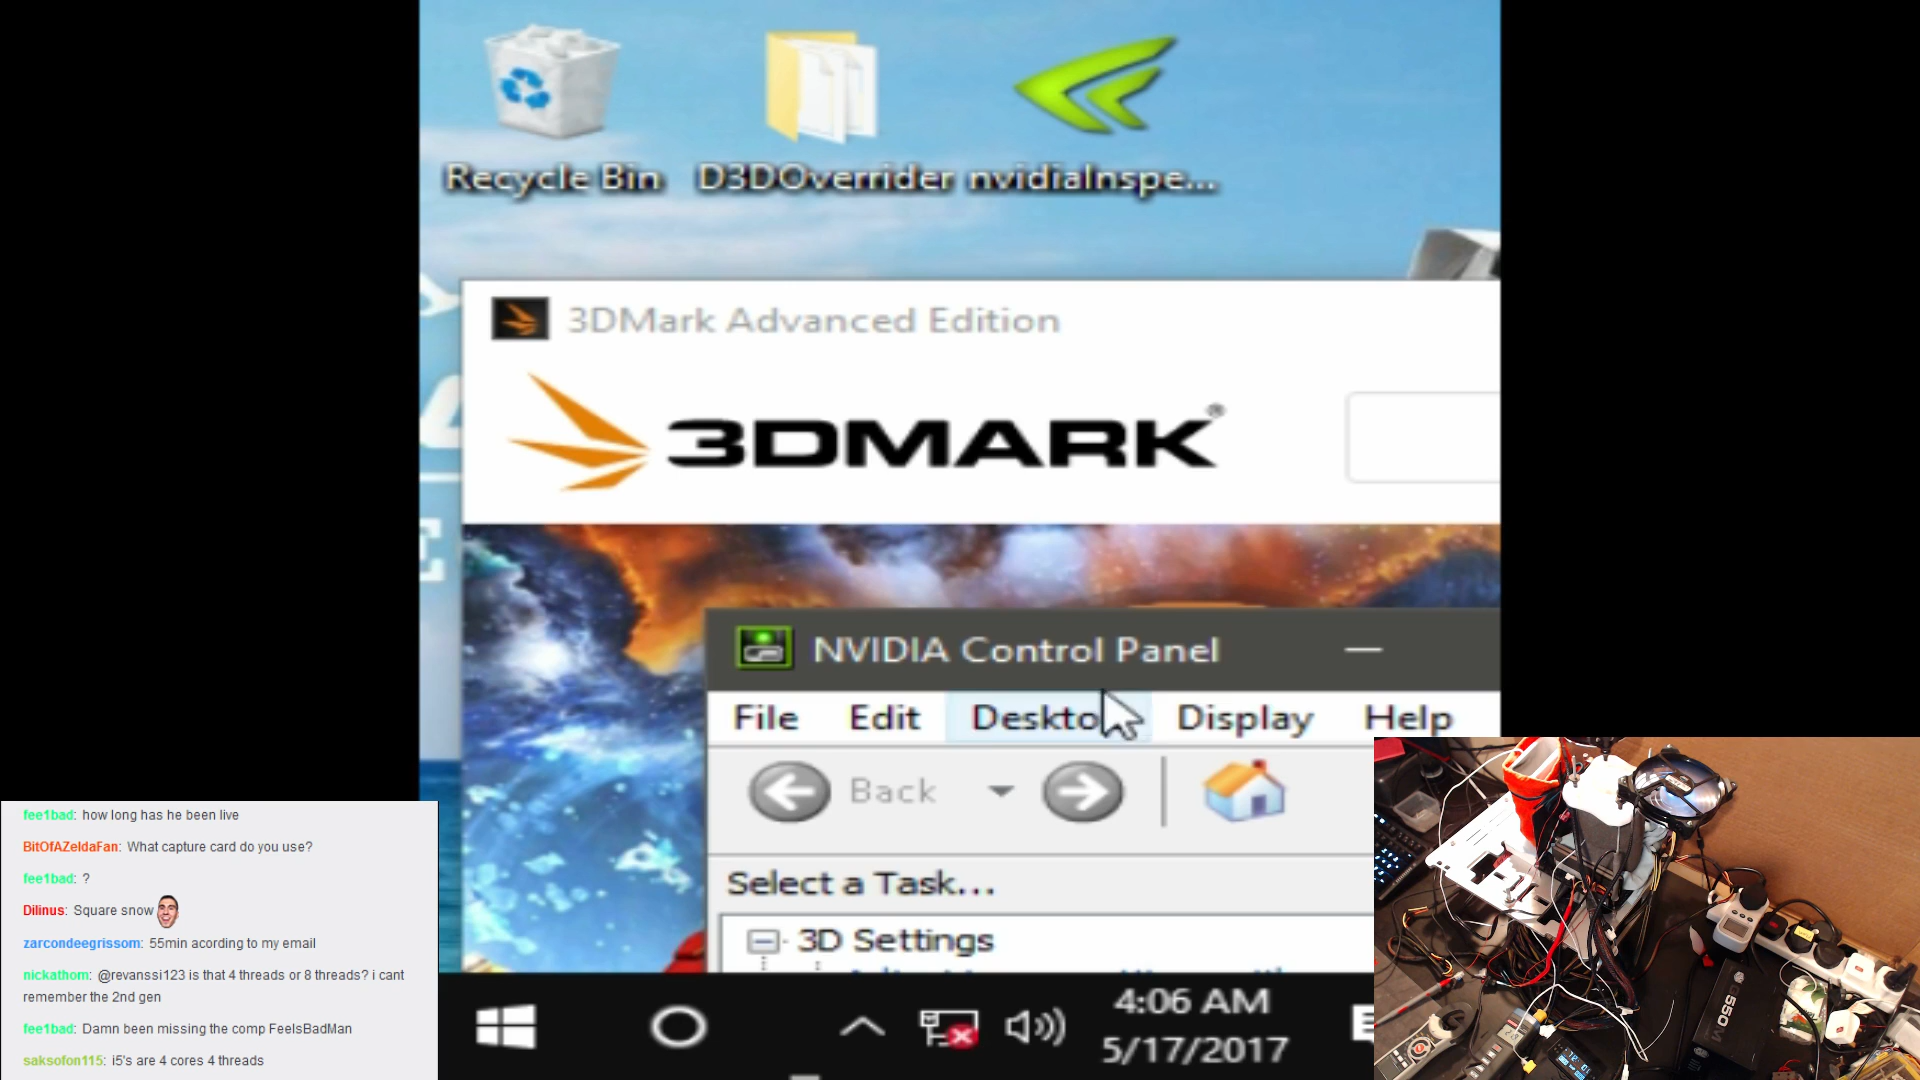 Recycle Bin
D3DOverrider
nvidiaInspe...
3DMark Advanced Edition
3DMARK®
NVIDIA Control Panel
File Edit Deskto Display Help
Back
Select a Task...
3D Settings
4:06 AM
5/17/2017
fee1bad: how long has he been live
BitOfAZeldaFan: What capture card do you use?
fee1bad: ?
Dilinus: Square snow
zarcondeegrissom: 55min acording to my email
nickathom: @revanssi123 is that 4 threads or 8 threads? i cant
remember the 2nd gen
fee1bad: Damn been missing the comp FeelsBadMan
saksofon115: i5's are 4 cores 4 threads
G550M